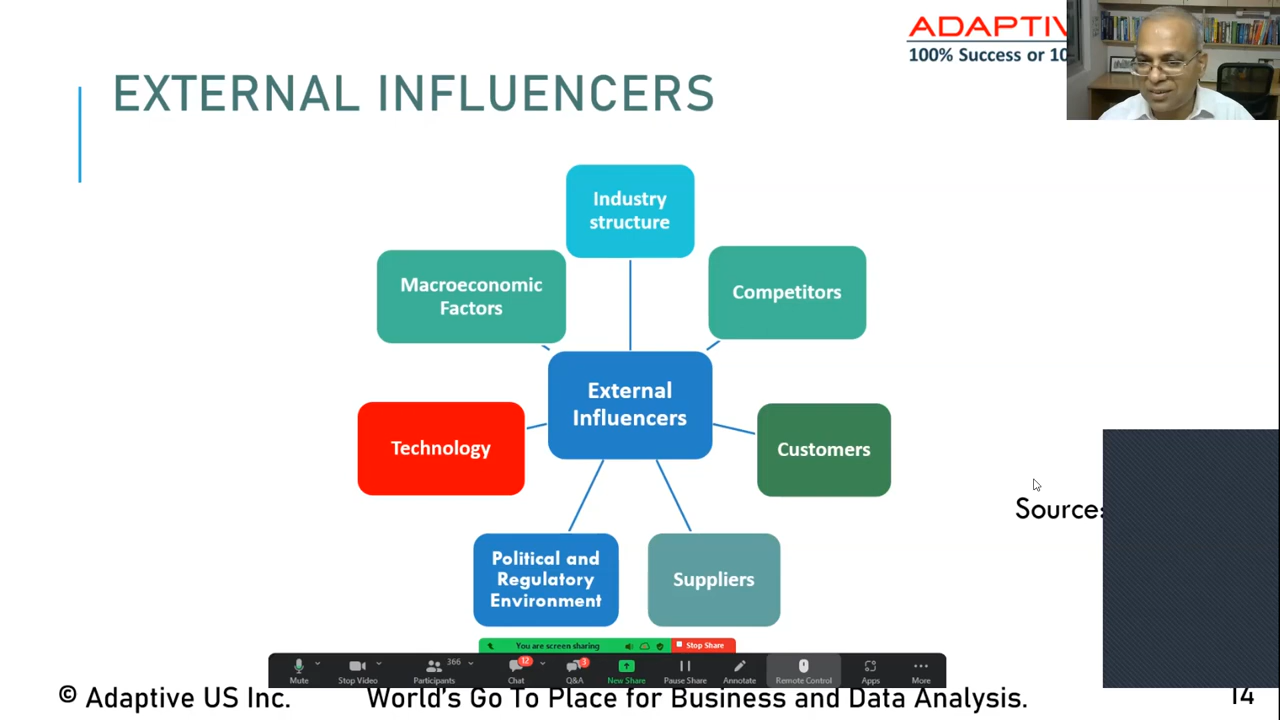 ADAPTIV
100% Success or 10
EXTERNAL INFLUENCERS
Industry
structure
Macroeconomic
Factors
Competitors
External
Influencers
Technology
Customers
Source:
Political and
Regulatory
Environment
Suppliers
You are screen sharing
Stop Share
366
12
3
Mute
Stop Video
Participants
Chat
Q&A
New Share
Pause Share
Annotate
Remote Control
Apps
More
© Adaptive US Inc.
World's Go To Place for Business and Data Analysis.
14